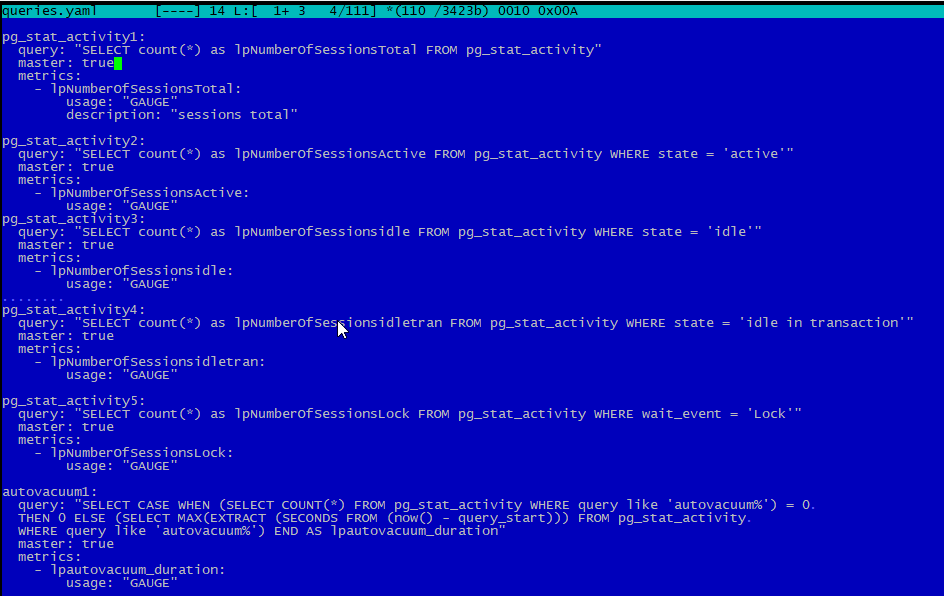 queries.yaml [----] 14 L:[ 1+ 3 4/111] *(110 /3423b) 0010 0x00A
pg_stat_activity1:
query: "SELECT count(*) as lpNumberOfSessionsTotal FROM pg_stat_activity"
master: true
metrics:
- lpNumberOfSessionsTotal:
usage: "GAUGE"
description: "sessions total"
pg_stat_activity2:
query: "SELECT count(*) as lpNumberOfSessionsActive FROM pg_stat_activity WHERE state = 'active'"
master: true
metrics:
- lpNumberOfSessionsActive:
usage: "GAUGE"
pg_stat_activity3:
query: "SELECT count(*) as lpNumberOfSessionsidle FROM pg_stat_activity WHERE state = 'idle'"
master: true
metrics:
- lpNumberOfSessionsidle:
usage: "GAUGE"
........
pg_stat_activity4:
query: "SELECT count(*) as lpNumberOfSessionsidletran FROM pg_stat_activity WHERE state = 'idle in transaction'"
master: true
metrics:
- lpNumberOfSessionsidletran:
usage: "GAUGE"
pg_stat_activity5:
query: "SELECT count(*) as lpNumberOfSessionsLock FROM pg_stat_activity WHERE wait_event = 'Lock'"
master: true
metrics:
- lpNumberOfSessionsLock:
usage: "GAUGE"
autovacuum1:
query: "SELECT CASE WHEN (SELECT COUNT(*) FROM pg_stat_activity WHERE query like 'autovacuum%') = 0.
THEN 0 ELSE (SELECT MAX(EXTRACT (SECONDS FROM (now() - query_start))) FROM pg_stat_activity.
WHERE query like 'autovacuum%') END AS lpautovacuum_duration"
master: true
metrics:
- lpautovacuum_duration:
usage: "GAUGE"